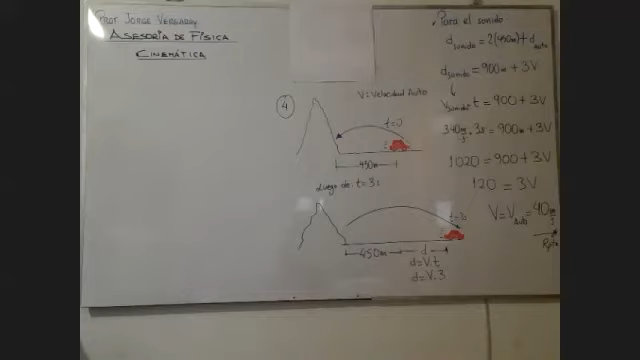 Prof Jorge Vergaray
Asesoría de Física
Cinemática
4
V=Velocidad Auto
t=0
450m
Luego de t=3s
450m
d
d=V.t
d=V.3
Para el sonido
d sonido = 2(450m) + d auto
d sonido = 900m + 3V
V sonido . t = 900 + 3V
340 m/s . 3s = 900m + 3V
1020 = 900 + 3V
120 = 3V
V = V auto = 40 m/s
Rpta